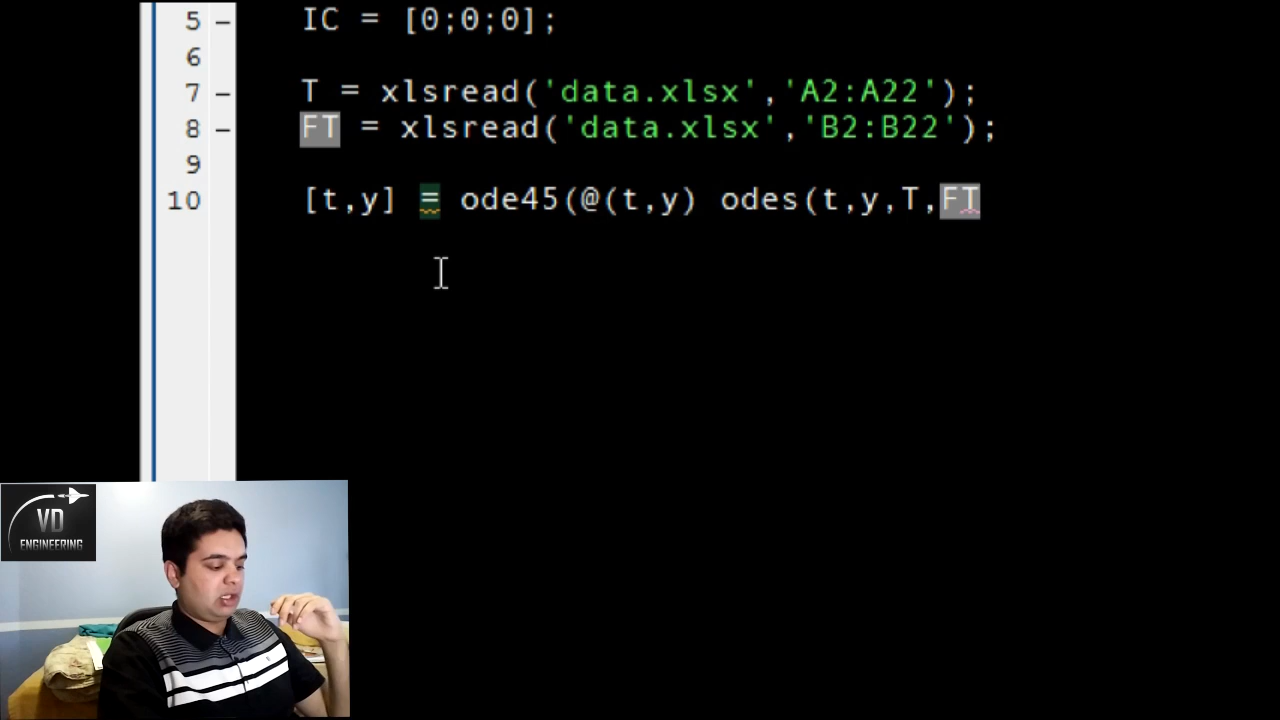 5 – IC = [0;0;0];
6
7 – T = xlsread('data.xlsx','A2:A22');
8 – FT = xlsread('data.xlsx','B2:B22');
9
10 [t,y] = ode45(@(t,y) odes(t,y,T,FT
VD
ENGINEERING